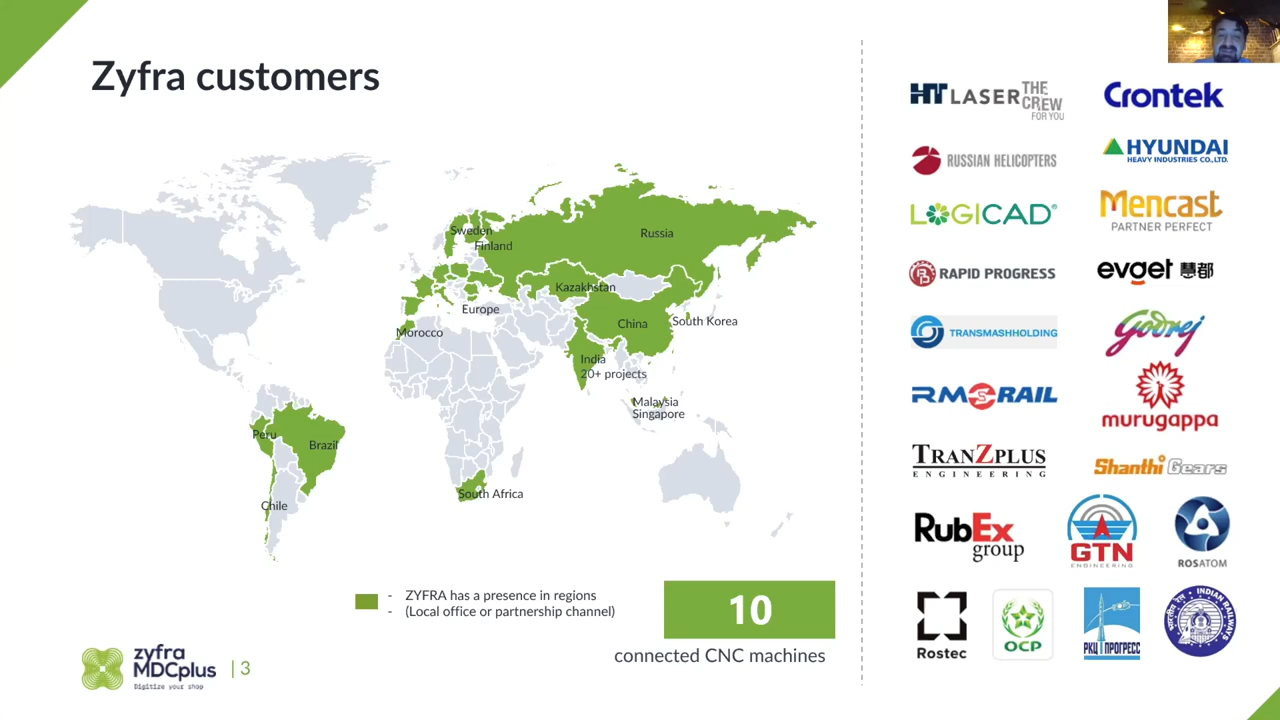 Zyfra customers
Sweden
Finland
Russia
Kazakhstan
Europe
China
South Korea
Morocco
India
20+ projects
Malaysia
Singapore
Peru
Brazil
South Africa
Chile
- ZYFRA has a presence in regions
- (Local office or partnership channel)
10
connected CNC machines
zyfra
MDCplus
Digitize your shop
| 3
HT LASER THE
CREW
FOR YOU
Crontek
RUSSIAN HELICOPTERS
HYUNDAI
HEAVY INDUSTRIES CO.,LTD.
LOGICAD®
Mencast
PARTNER PERFECT
RAPID PROGRESS
evget 慧都
TRANSMASHHOLDING
Godrej
RM RAIL
murugappa
TRANZPLUS
ENGINEERING
Shanthi Gears
RubEx
group
GTN
ENGINEERING
ROSATOM
Rostec
OCP
РКЦ ПРОГРЕСС
INDIAN RAILWAYS